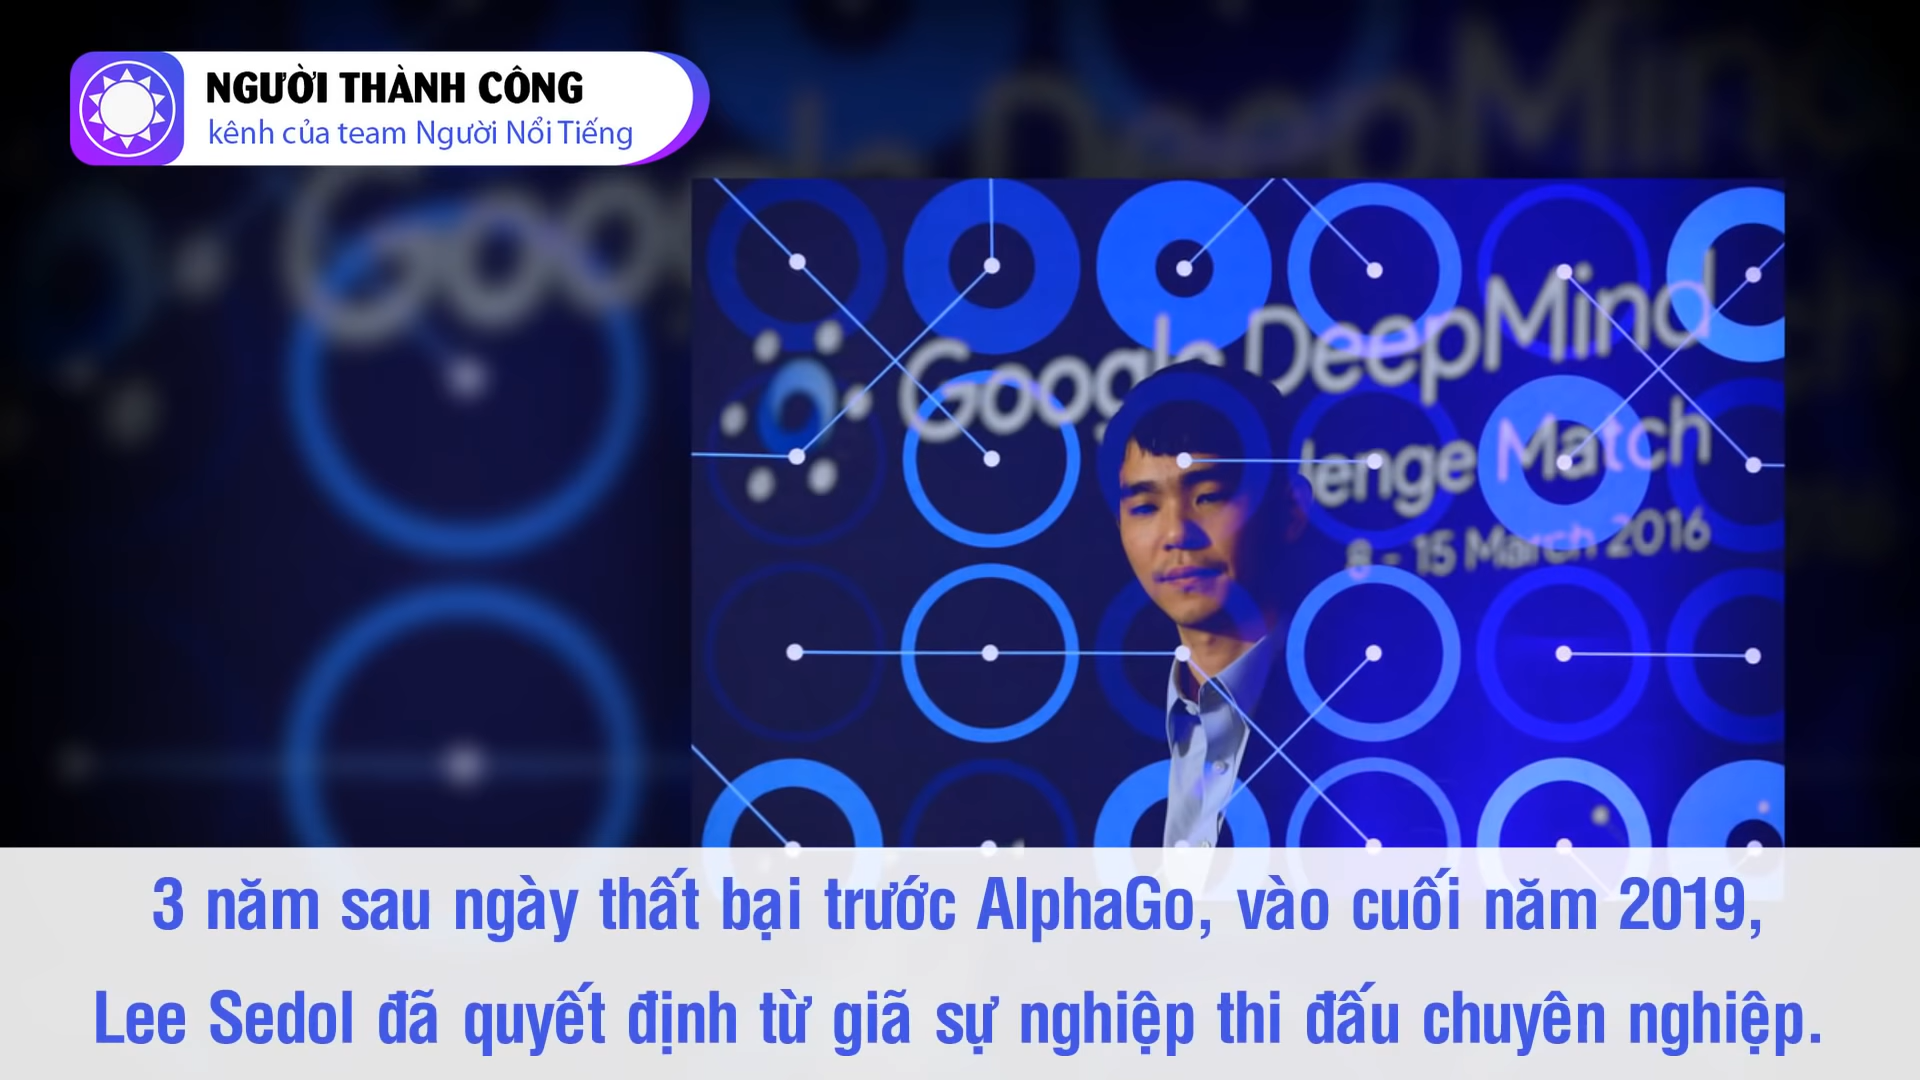 NGƯỜI THÀNH CÔNG
kênh của team Người Nổi Tiếng
Google DeepMind
lenge Match
8 - 15 March 2016
3 năm sau ngày thất bại trước AlphaGo, vào cuối năm 2019,
Lee Sedol đã quyết định từ giã sự nghiệp thi đấu chuyên nghiệp.